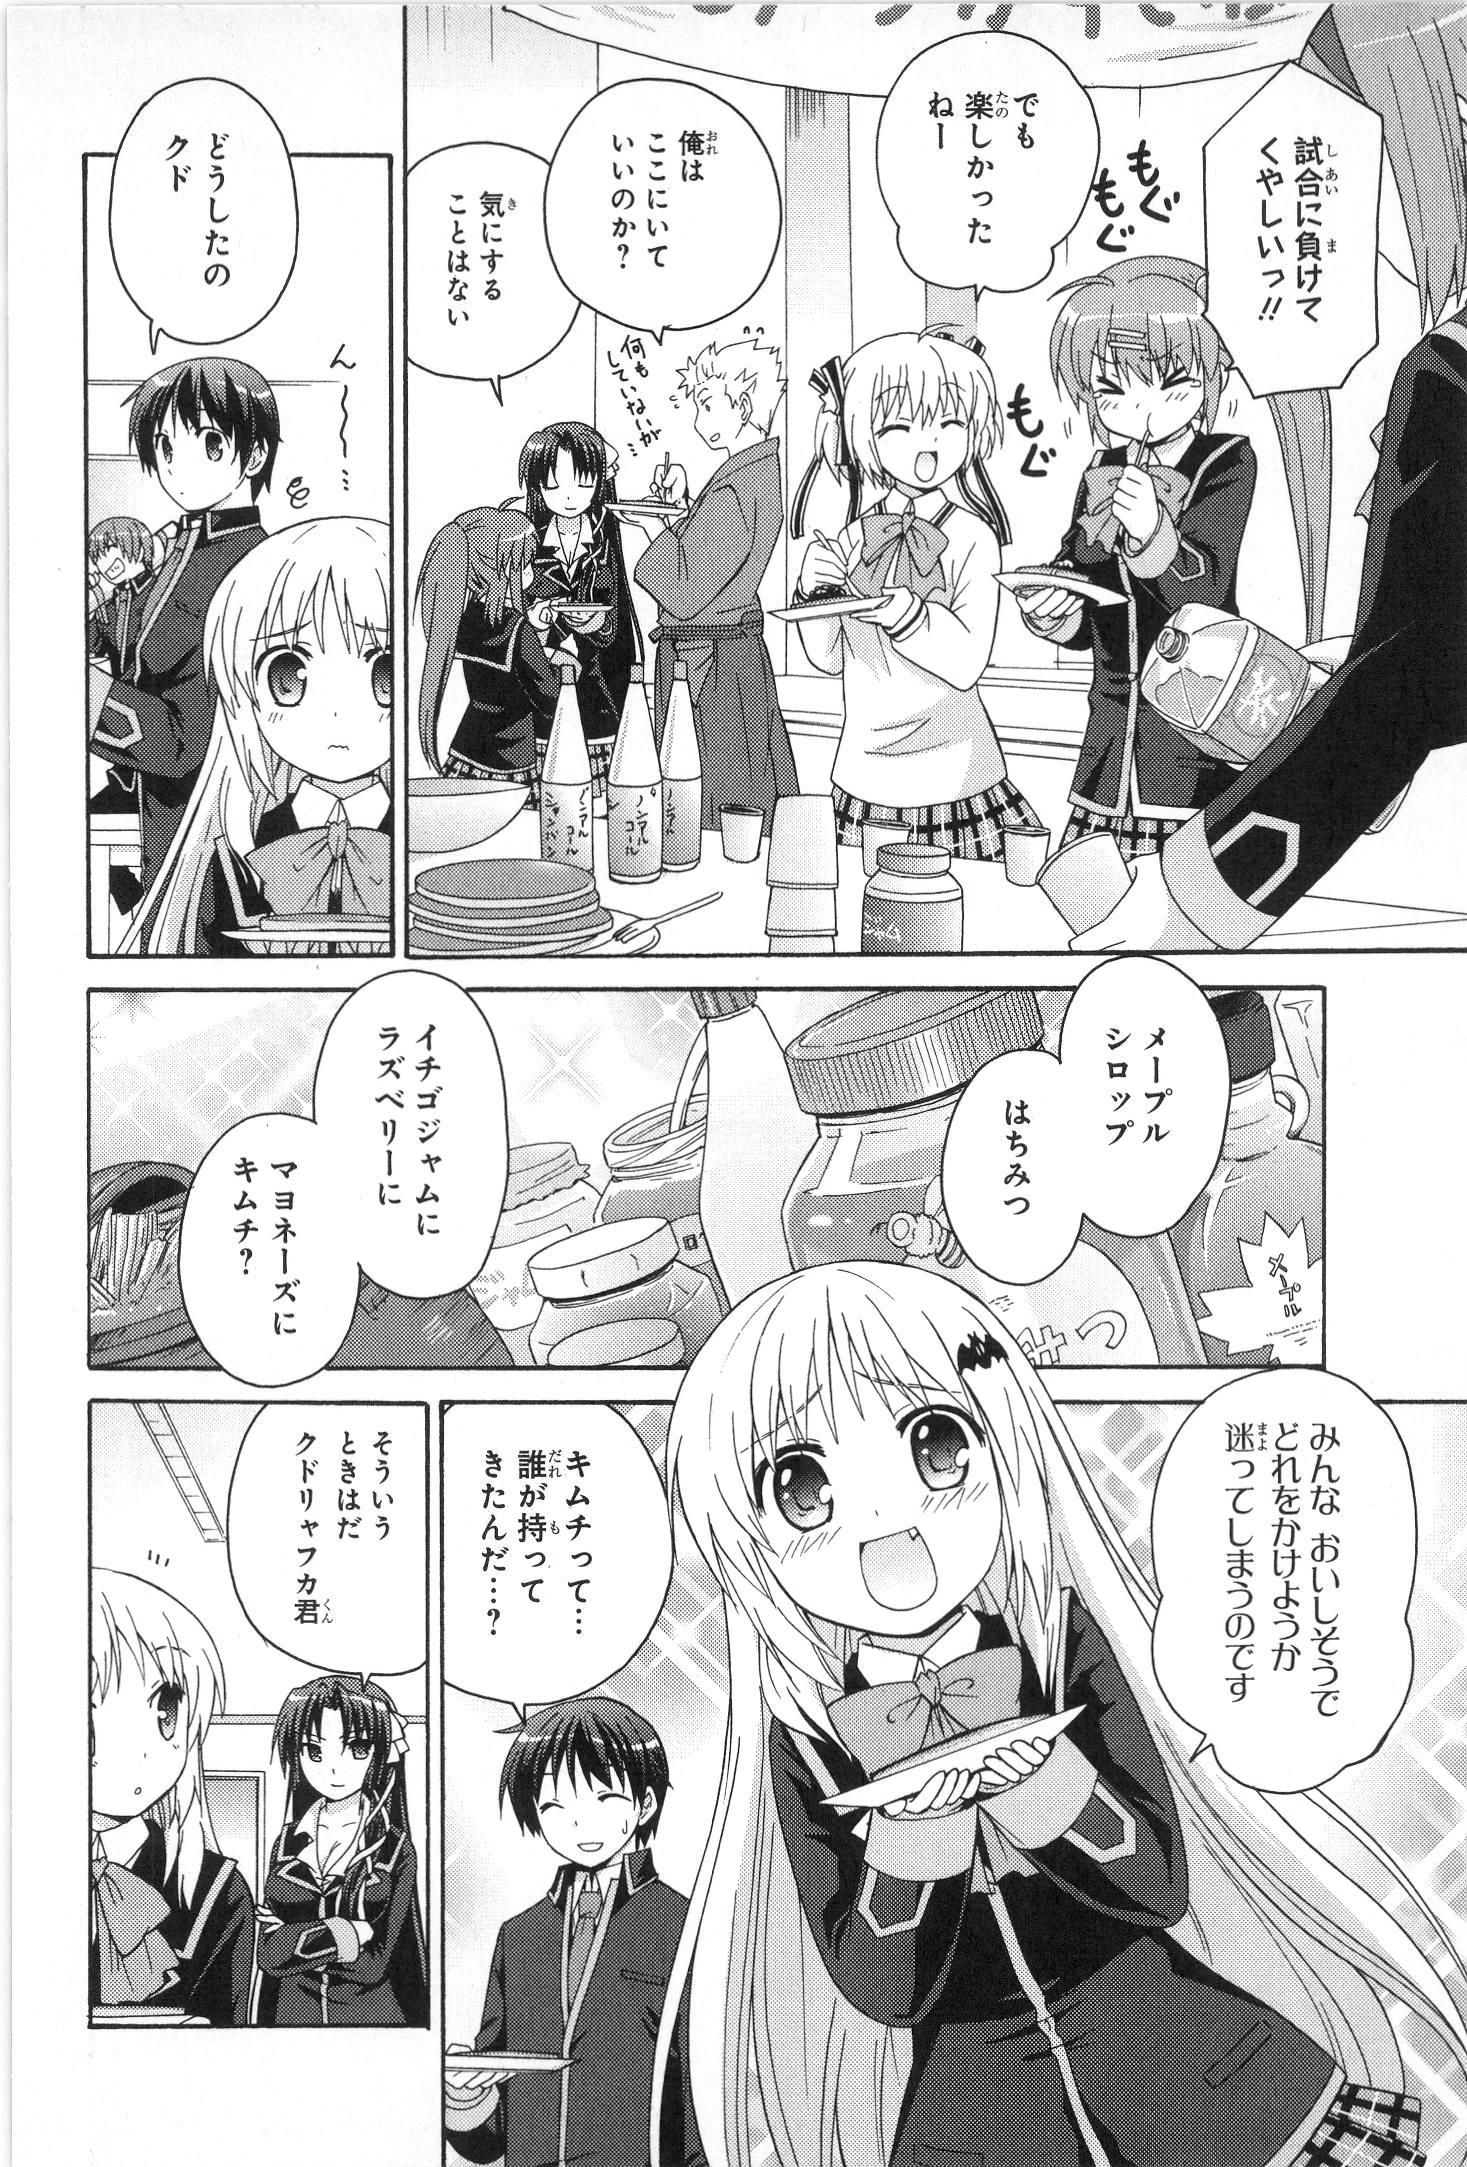 試合に負けて
くやしいっ!!
もぐ
もぐ
もぐ
でも
楽しかった
ねー
俺は
ここにいて
いいのか?
何も
していないが…
気にする
ことはない
茶
ノンアル
コール
シャンパン
ノンアル
コール
ジャム
どうしたの
クド
ん〜〜…
メープル
シロップ
はちみつ
イチゴジャムに
ラズベリーに
マヨネーズに
キムチ?
メープル
みつ
みんな おいしそうで
どれをかけようか
迷ってしまうのです
キムチって…
誰が持って
きたんだ…?
そういう
ときはだ
クドリャフカ君